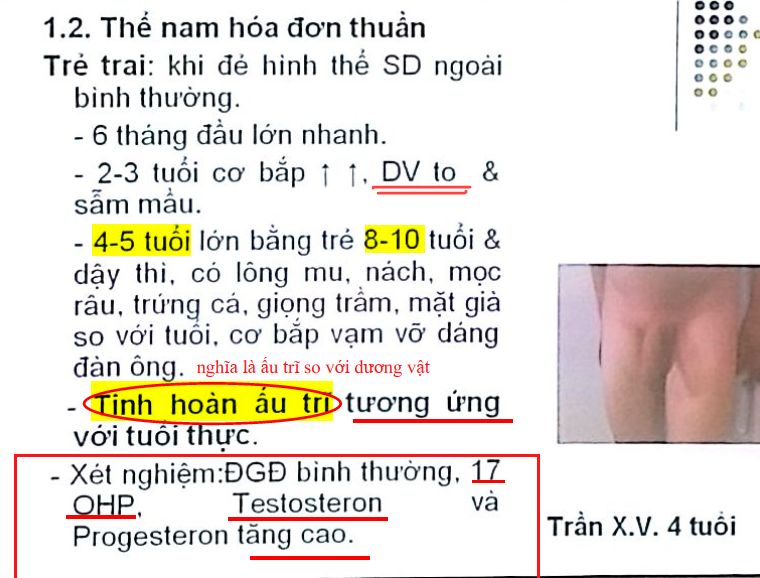 1.2. Thể nam hóa đơn thuần
Trẻ trai: khi đẻ hình thể SD ngoài
bình thường.
- 6 tháng đầu lớn nhanh.
- 2-3 tuổi cơ bắp ↑ ↑, DV to &
sẫm mầu.
- 4-5 tuổi lớn bằng trẻ 8-10 tuổi &
dậy thì, có lông mu, nách, mọc
râu, trứng cá, giọng trầm, mặt già
so với tuổi, cơ bắp vạm vỡ dáng
đàn ông. nghĩa là ấu trĩ so với dương vật
- Tinh hoàn ấu trĩ tương ứng
với tuổi thực.
- Xét nghiệm:ĐGĐ bình thường, 17
OHP, Testosteron và
Progesteron tăng cao.
Trần X.V. 4 tuổi